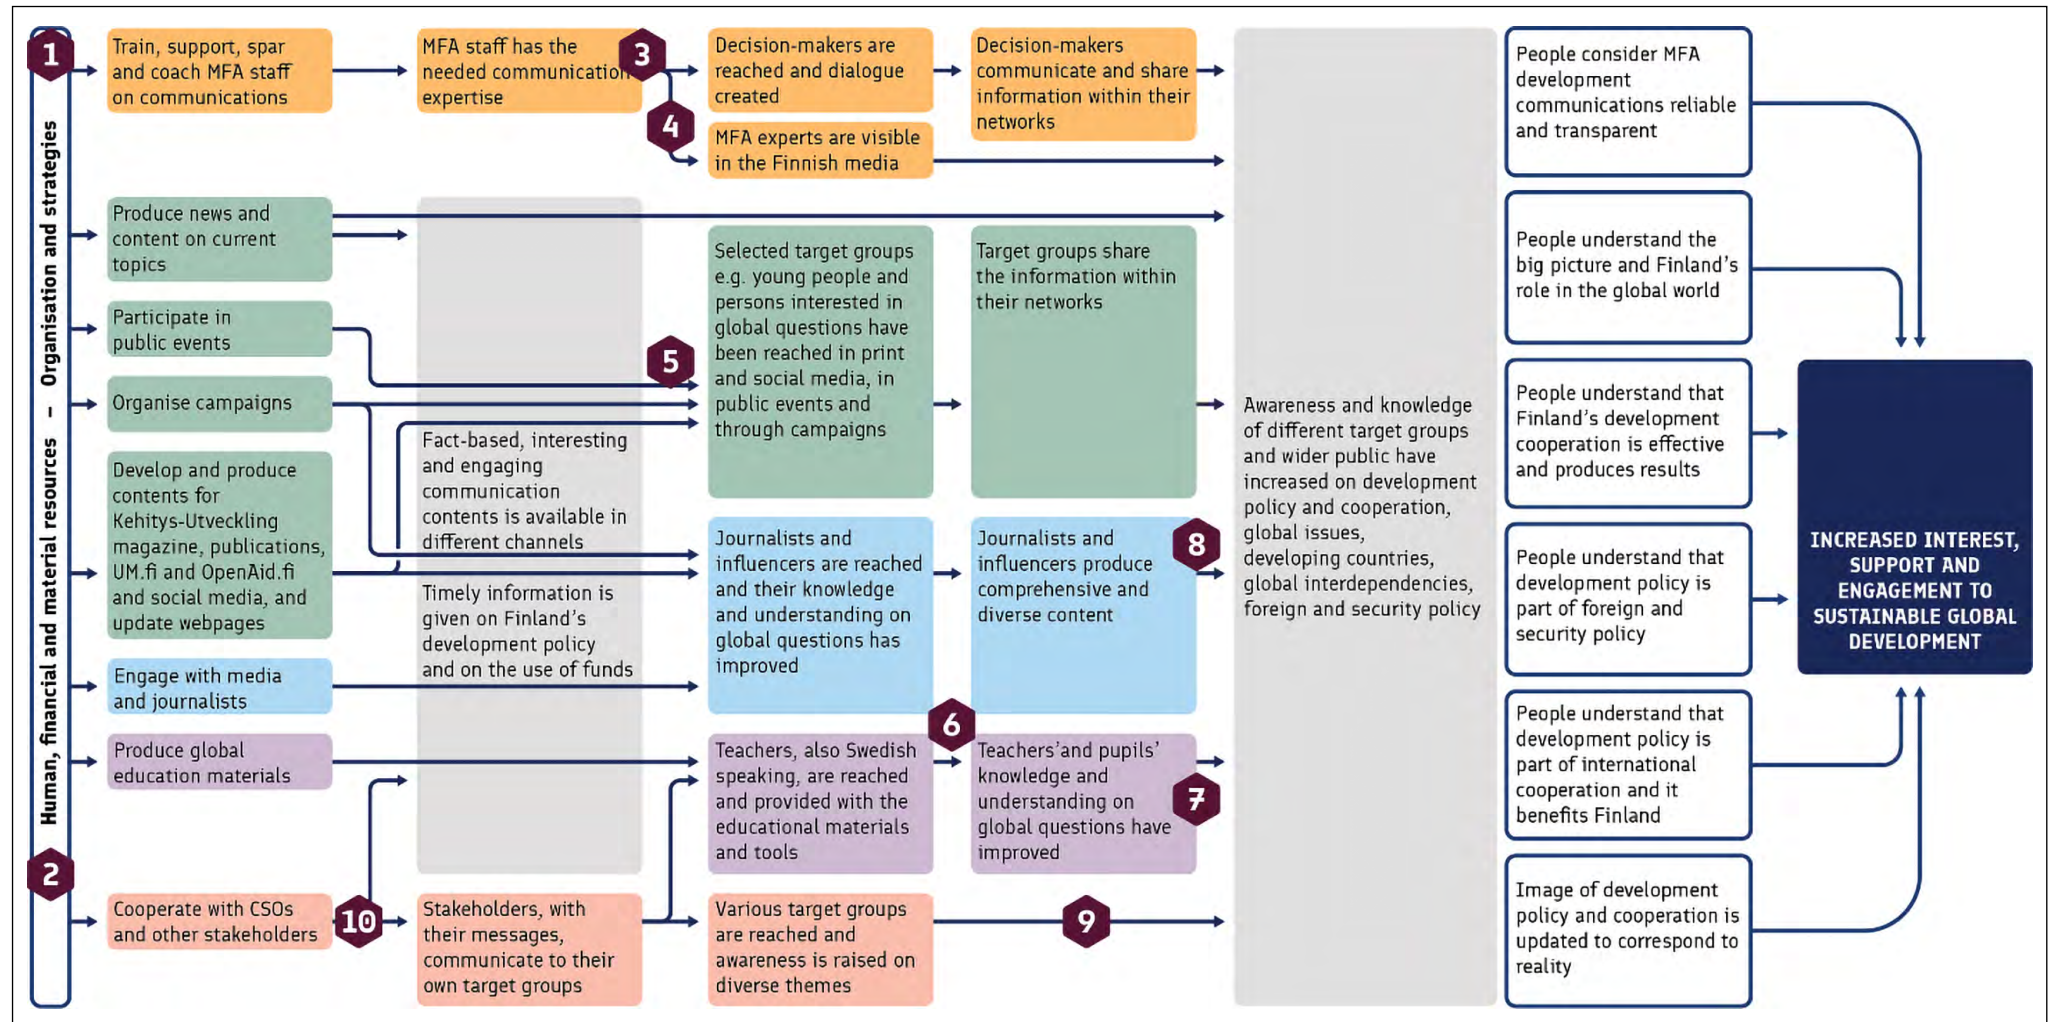 Human, financial and material resources – Organisation and strategies
1
2
Train, support, spar
and coach MFA staff
on communications
Produce news and
content on current
topics
Participate in
public events
Organise campaigns
Develop and produce
contents for
Kehitys-Utveckling
magazine, publications,
UM.fi and OpenAid.fi
and social media, and
update webpages
Engage with media
and journalists
Produce global
education materials
Cooperate with CSOs
and other stakeholders
10
MFA staff has the
needed communication
expertise
3
4
Fact-based, interesting
and engaging
communication
contents is available in
different channels
Timely information is
given on Finland's
development policy
and on the use of funds
5
Stakeholders, with
their messages,
communicate to their
own target groups
Decision-makers are
reached and dialogue
created
MFA experts are visible
in the Finnish media
Selected target groups
e.g. young people and
persons interested in
global questions have
been reached in print
and social media, in
public events and
through campaigns
Journalists and
influencers are reached
and their knowledge
and understanding on
global questions has
improved
6
Teachers, also Swedish
speaking, are reached
and provided with the
educational materials
and tools
Various target groups
are reached and
awareness is raised on
diverse themes
9
Decision-makers
communicate and share
information within their
networks
Target groups share
the information within
their networks
Journalists and
influencers produce
comprehensive and
diverse content
8
Teachers'and pupils'
knowledge and
understanding on
global questions have
improved
7
Awareness and knowledge
of different target groups
and wider public have
increased on development
policy and cooperation,
global issues,
developing countries,
global interdependencies,
foreign and security policy
People consider MFA
development
communications reliable
and transparent
People understand the
big picture and Finland's
role in the global world
People understand that
Finland's development
cooperation is effective
and produces results
People understand that
development policy is
part of foreign and
security policy
People understand that
development policy is
part of international
cooperation and it
benefits Finland
Image of development
policy and cooperation is
updated to correspond to
reality
INCREASED INTEREST,
SUPPORT AND
ENGAGEMENT TO
SUSTAINABLE GLOBAL
DEVELOPMENT